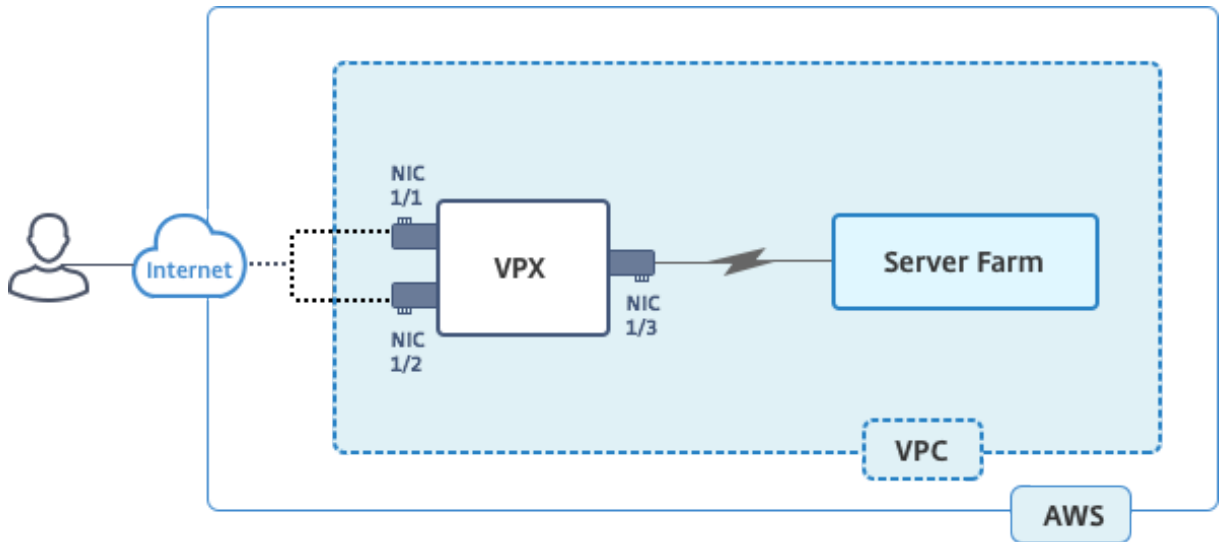 NIC
1/1
Internet
VPX
NIC
1/2
NIC
1/3
Server Farm
VPC
AWS